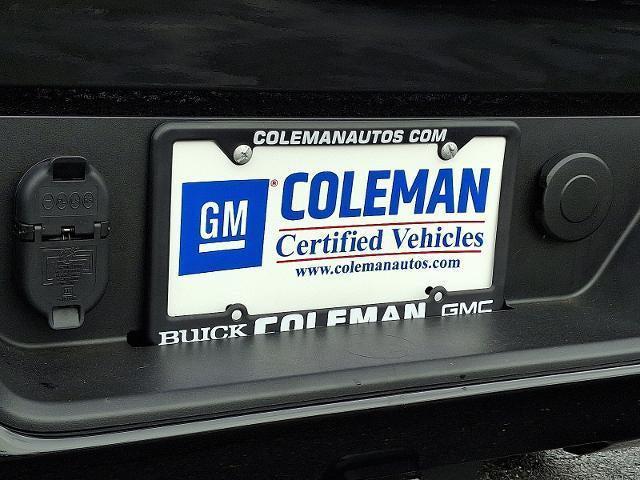 COLEMANAUTOS COM
GM ® COLEMAN
Certified Vehicles
www.colemanautos.com
BUICK COLEMAN GMC